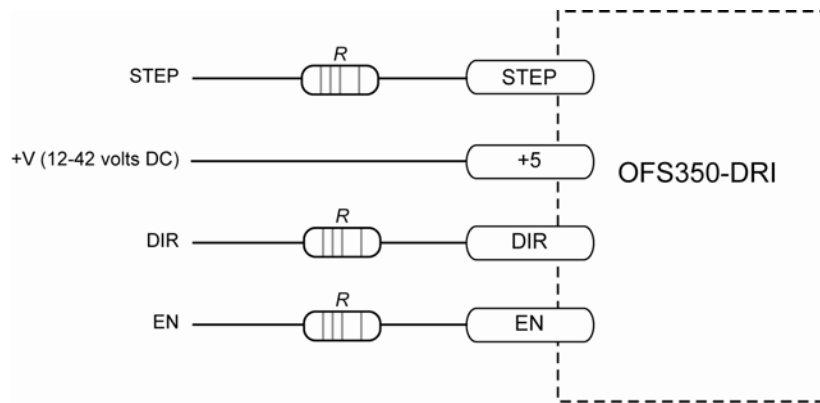 R
STEP STEP
+V (12-42 volts DC) +5
OFS350-DRI
R
DIR DIR
R
EN EN